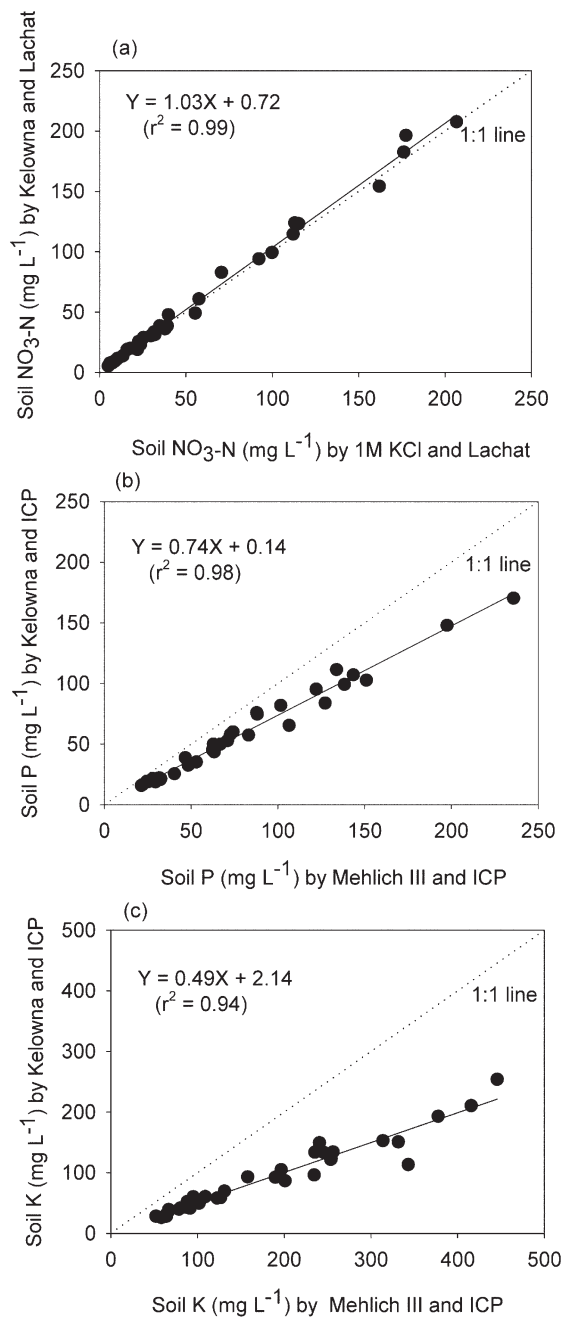 (a)
Soil NO3-N (mg L-1) by Kelowna and Lachat
250
200
150
100
50
0
Y = 1.03X + 0.72
(r2 = 0.99)
1:1 line
0 50 100 150 200 250
Soil NO3-N (mg L-1) by 1M KCl and Lachat
(b)
Soil P (mg L-1) by Kelowna and ICP
250
200
150
100
50
0
Y = 0.74X + 0.14
(r2 = 0.98)
1:1 line
0 50 100 150 200 250
Soil P (mg L-1) by Mehlich III and ICP
(c)
Soil K (mg L-1) by Kelowna and ICP
500
400
300
200
100
0
Y = 0.49X + 2.14
(r2 = 0.94)
1:1 line
0 100 200 300 400 500
Soil K (mg L-1) by Mehlich III and ICP